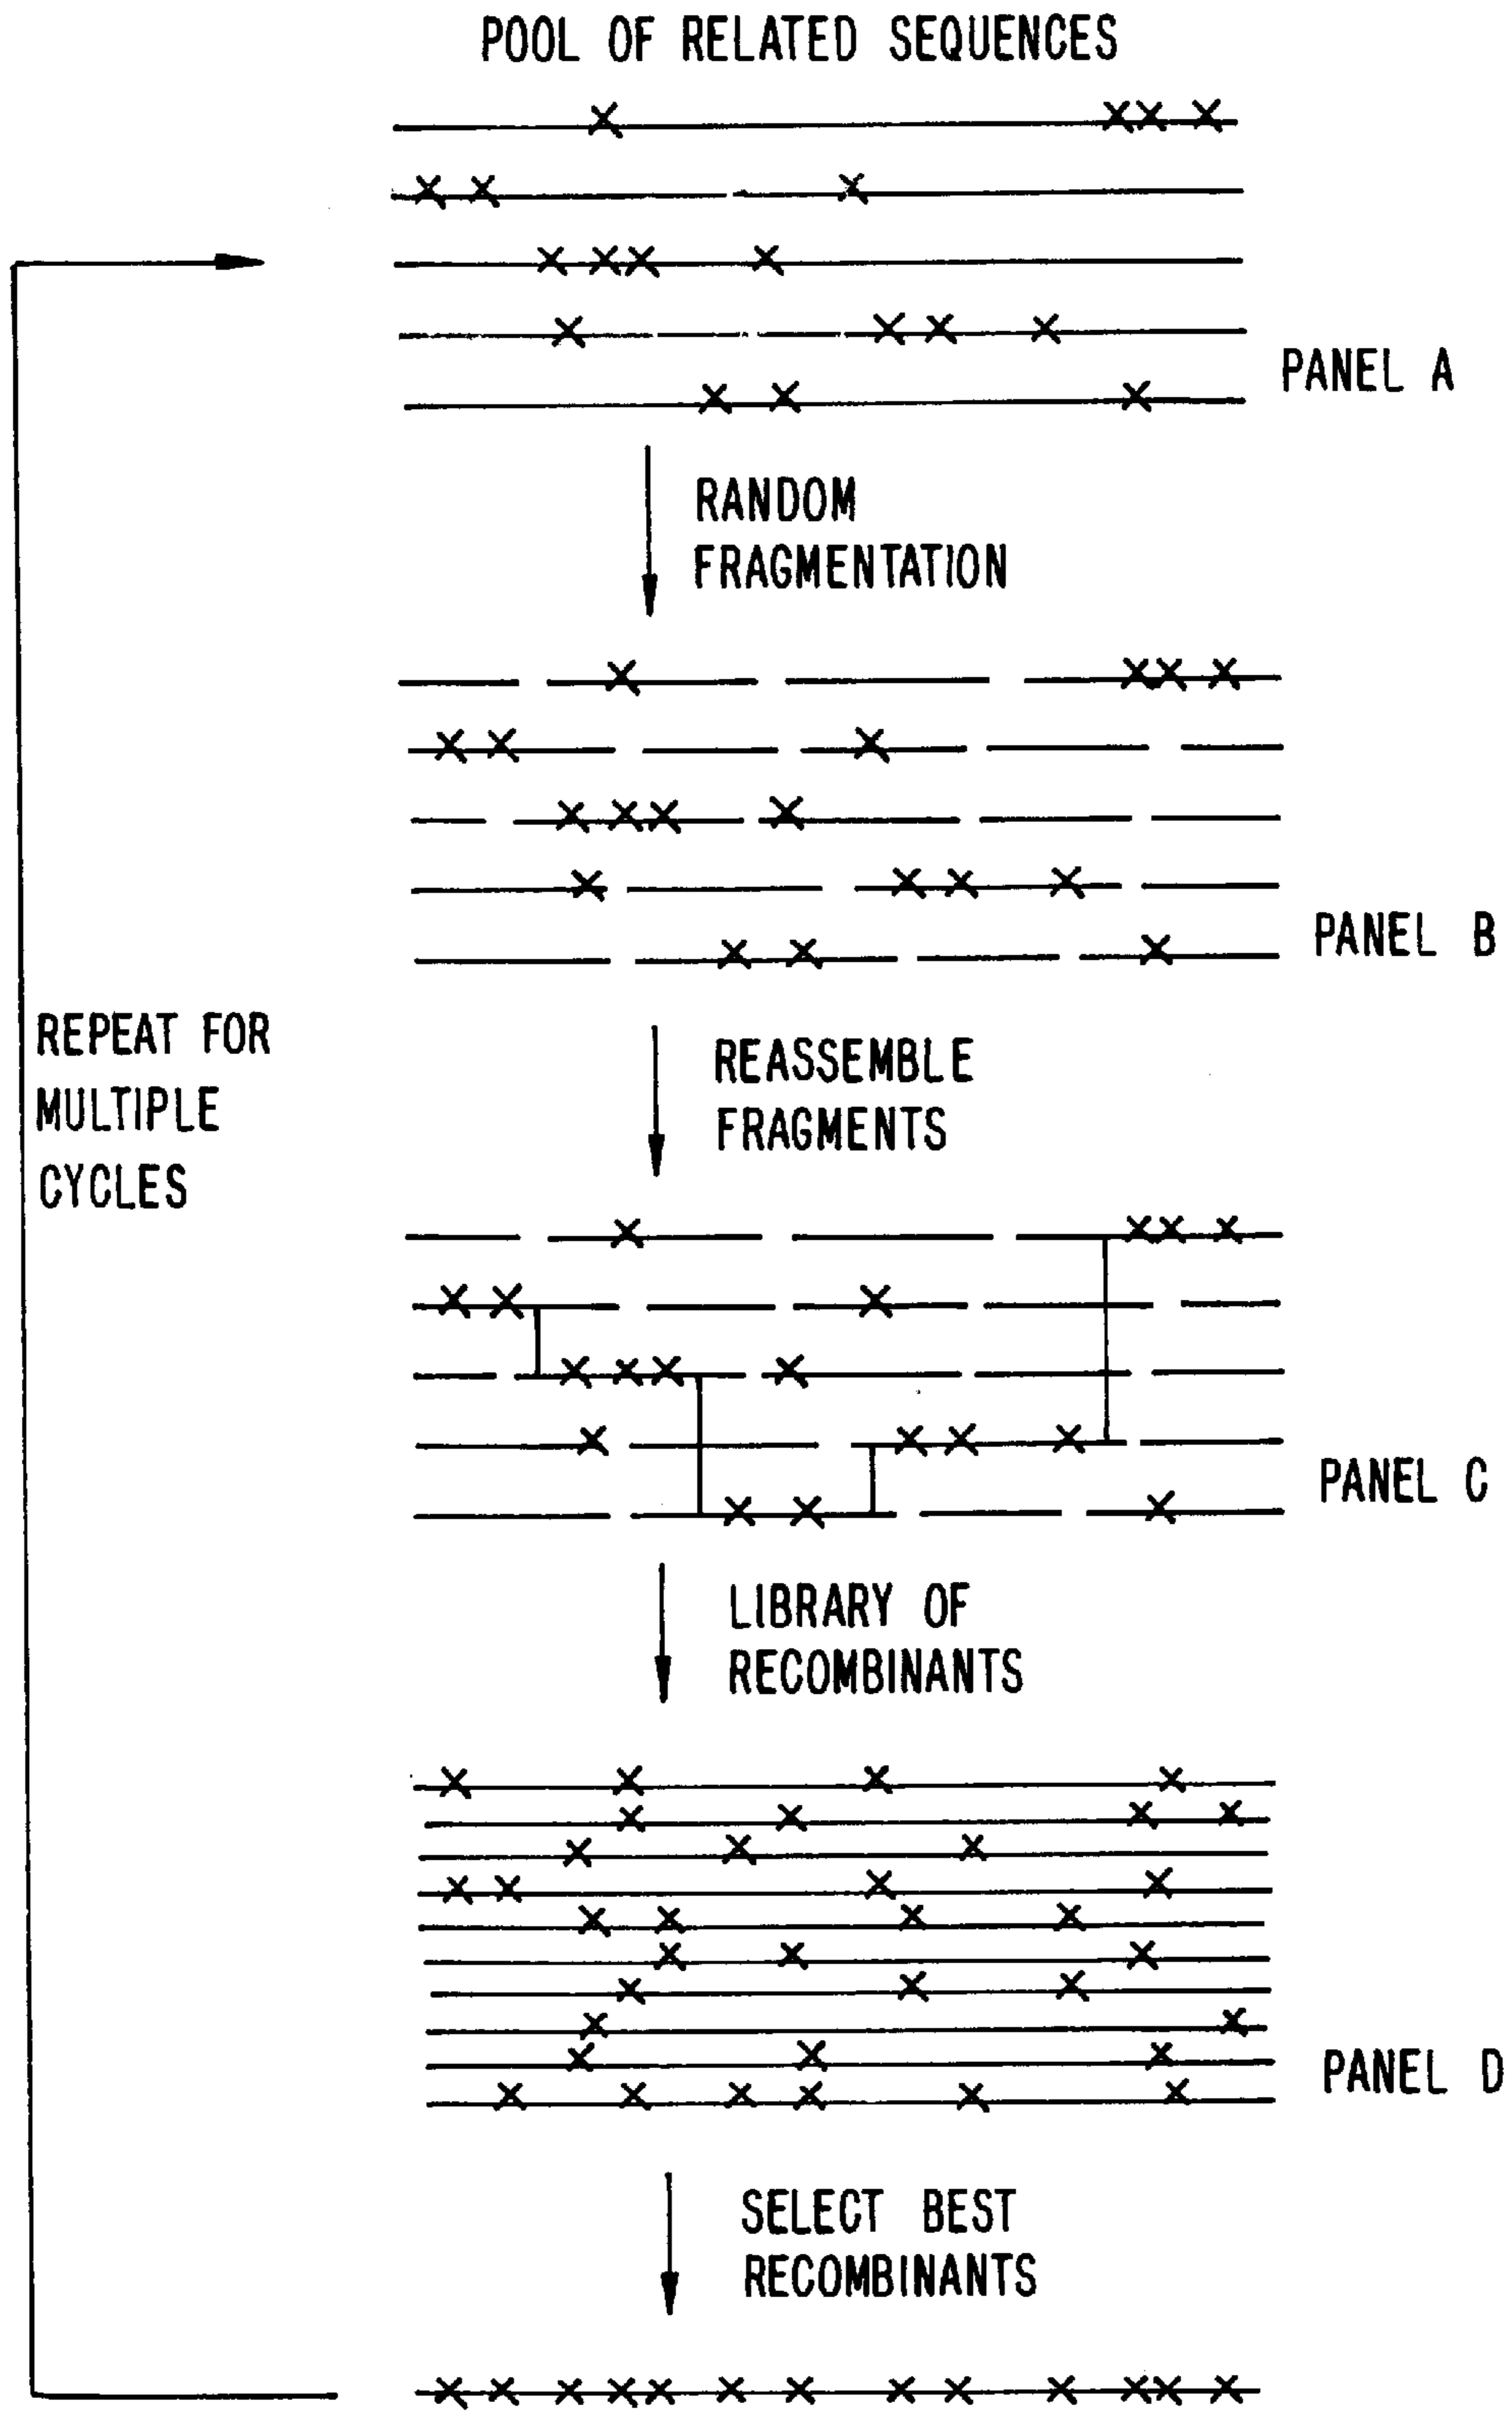 POOL OF RELATED SEQUENCES
PANEL A
RANDOM
FRAGMENTATION
PANEL B
REPEAT FOR
MULTIPLE
CYCLES
REASSEMBLE
FRAGMENTS
PANEL C
LIBRARY OF
RECOMBINANTS
PANEL D
SELECT BEST
RECOMBINANTS